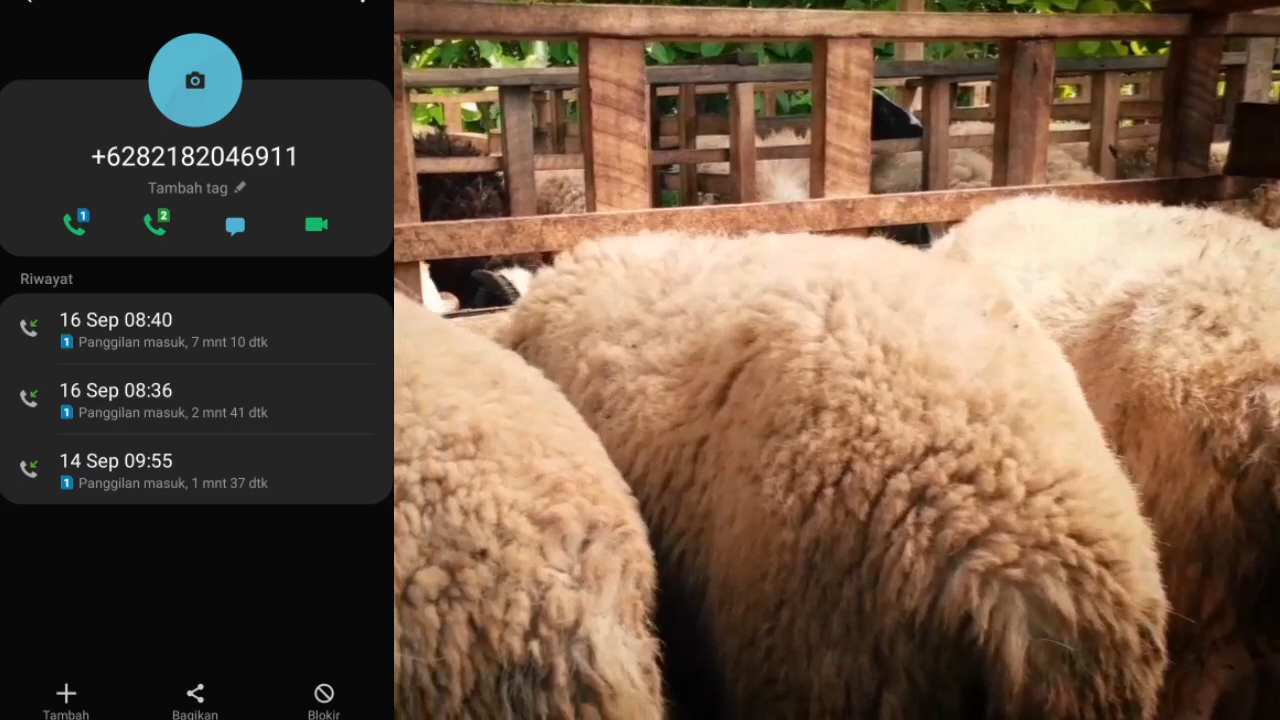 +6282182046911
Tambah tag
1
2
Riwayat
16 Sep 08:40
1 Panggilan masuk, 7 mnt 10 dtk
16 Sep 08:36
1 Panggilan masuk, 2 mnt 41 dtk
14 Sep 09:55
1 Panggilan masuk, 1 mnt 37 dtk
Tambah
Bagikan
Blokir